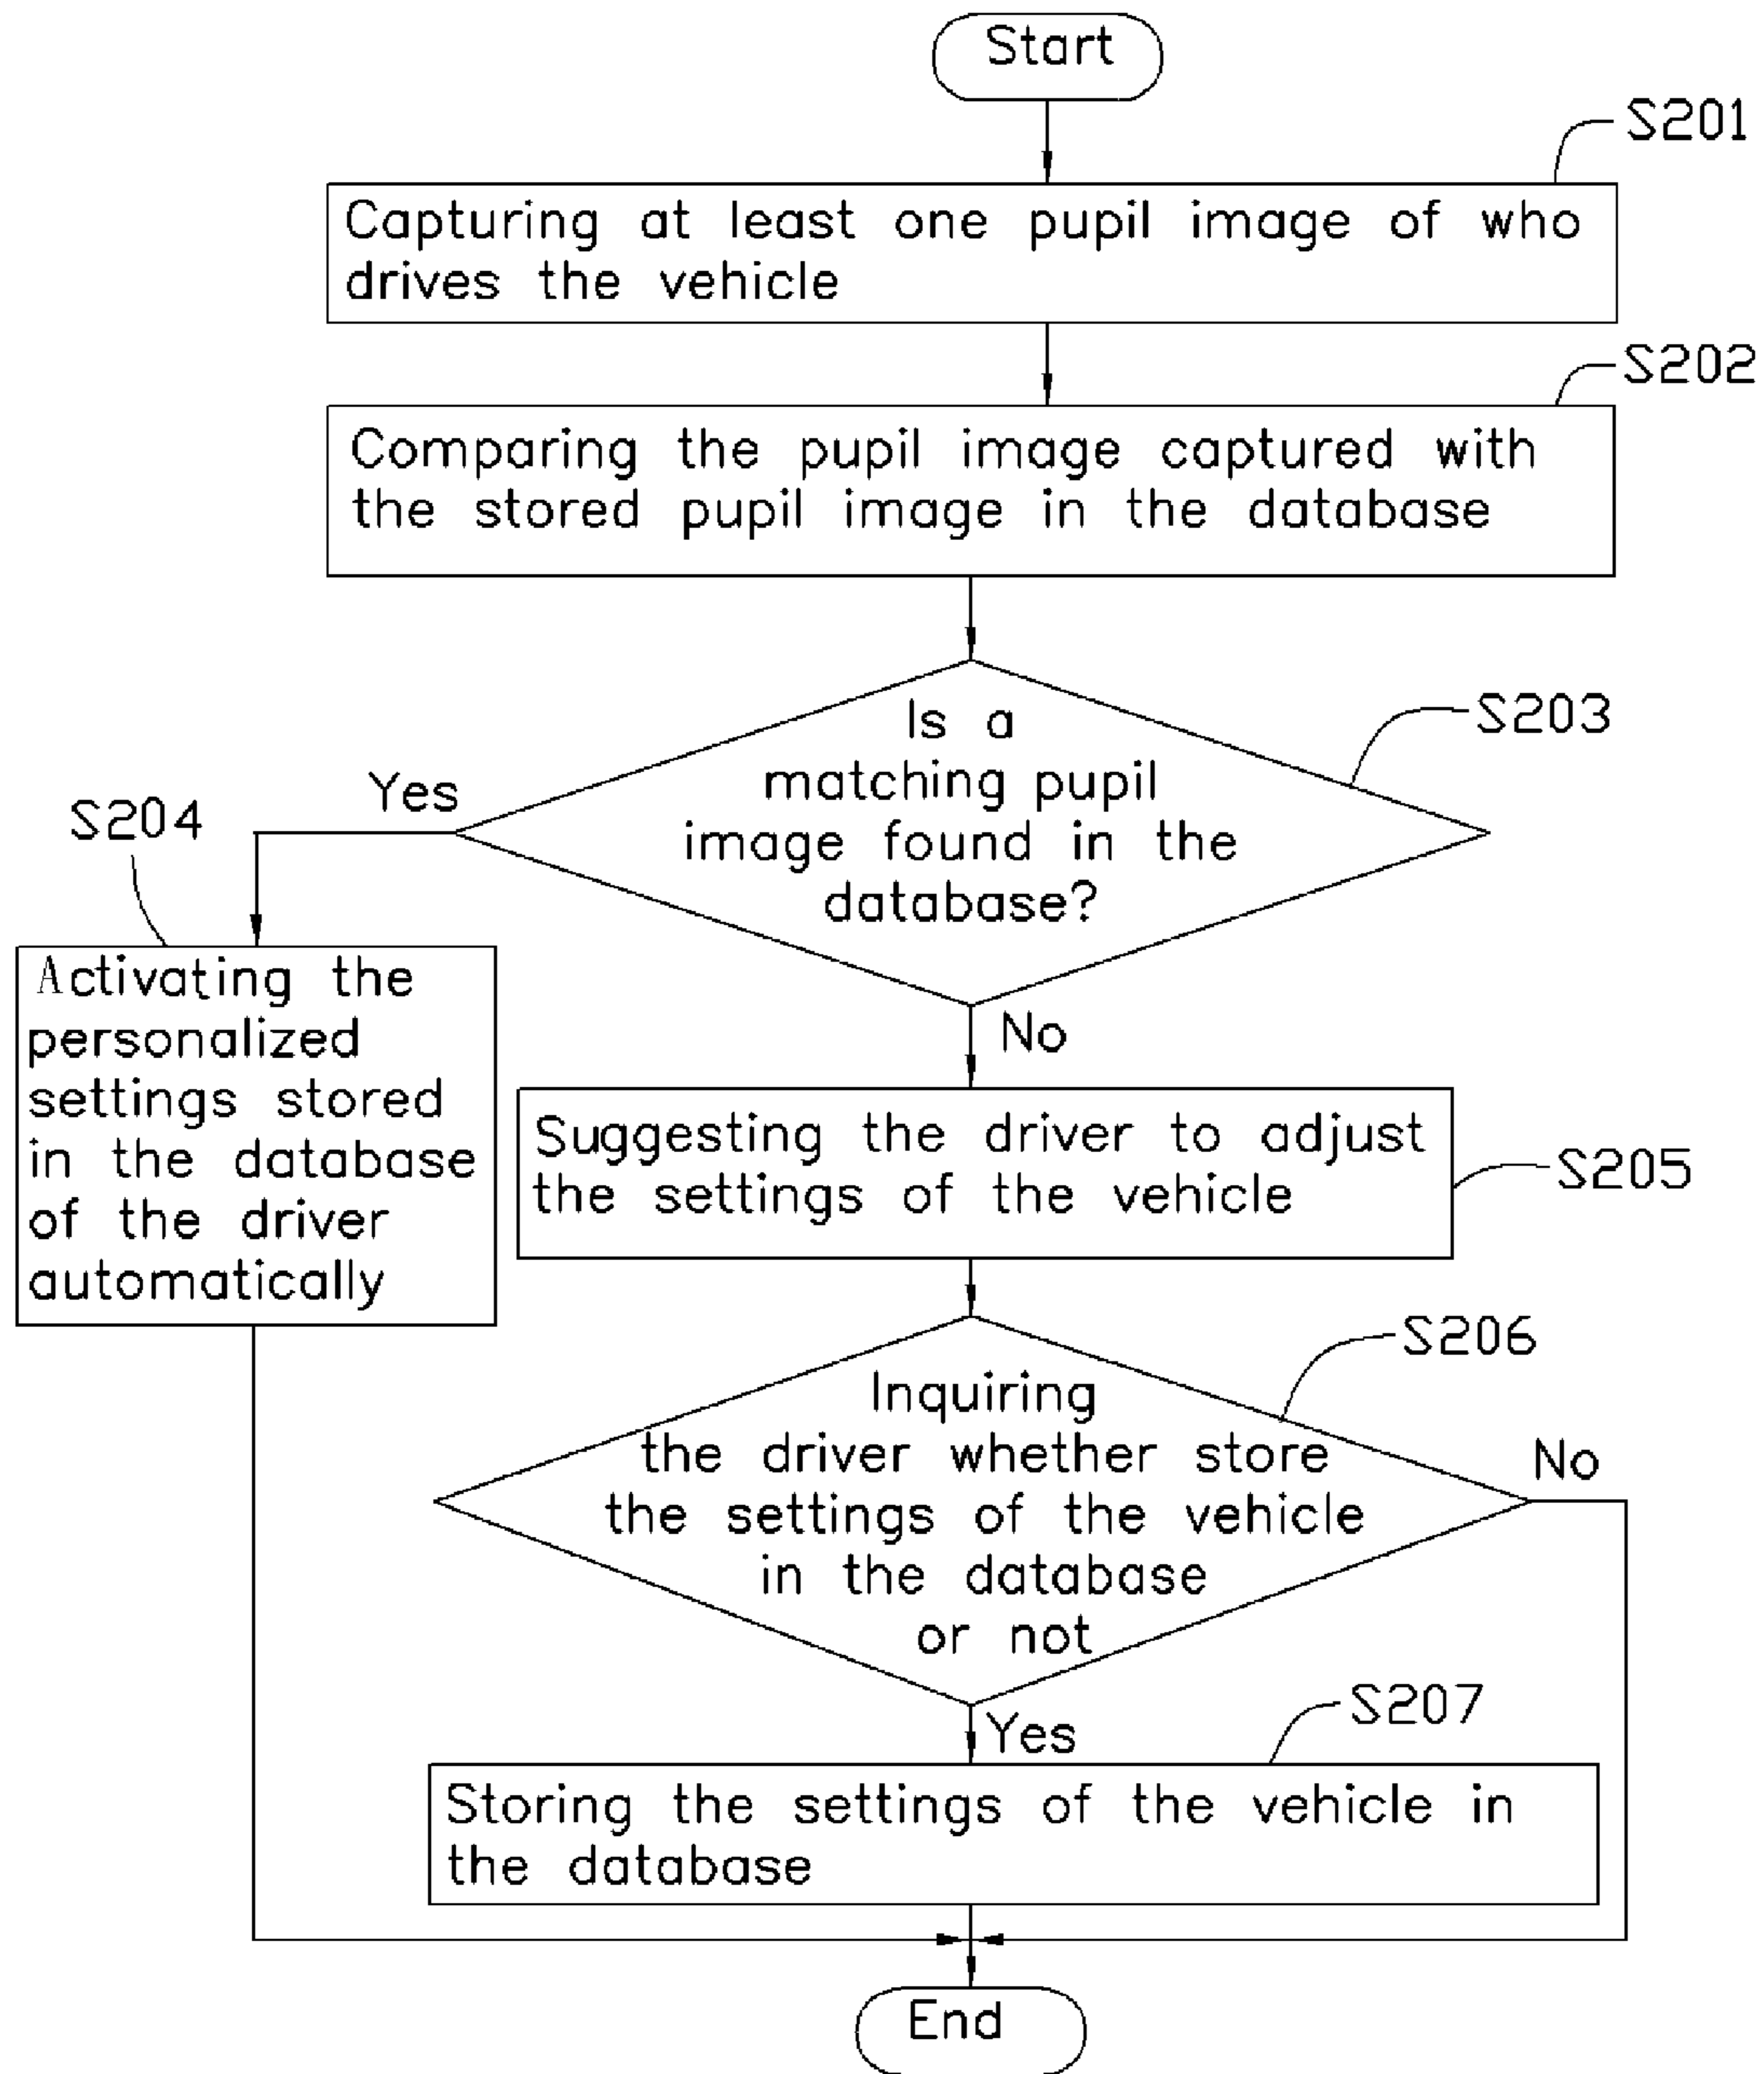 Start
S201
Capturing at least one pupil image of who
drives the vehicle
S202
Comparing the pupil image captured with
the stored pupil image in the database
S203
Is a
matching pupil
image found in the
database?
Yes
S204
Activating the
personalized
settings stored
in the database
of the driver
automatically
No
Suggesting the driver to adjust
the settings of the vehicle
S205
S206
Inquiring
the driver whether store
the settings of the vehicle
in the database
or not
No
Yes
S207
Storing the settings of the vehicle in
the database
End